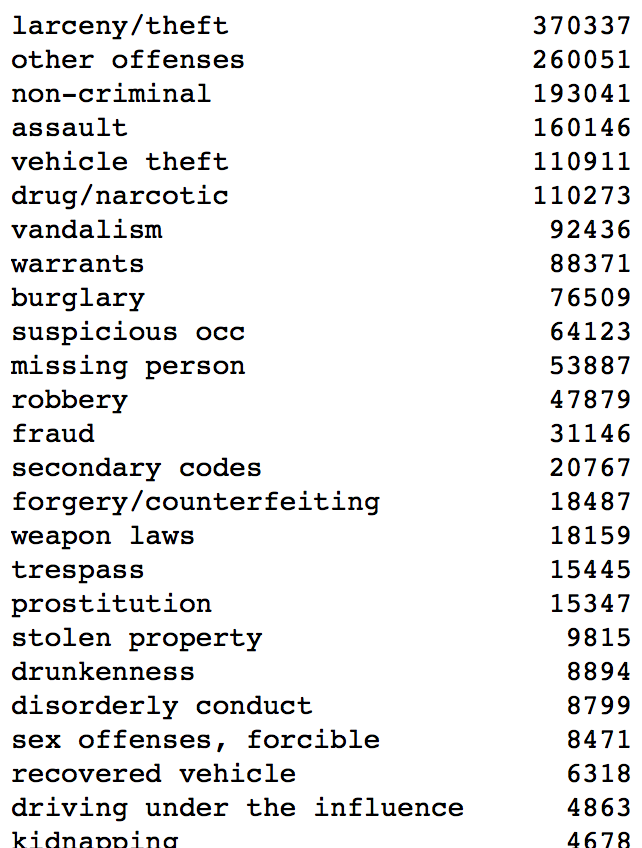 larceny/theft 370337
other offenses 260051
non-criminal 193041
assault 160146
vehicle theft 110911
drug/narcotic 110273
vandalism 92436
warrants 88371
burglary 76509
suspicious occ 64123
missing person 53887
robbery 47879
fraud 31146
secondary codes 20767
forgery/counterfeiting 18487
weapon laws 18159
trespass 15445
prostitution 15347
stolen property 9815
drunkenness 8894
disorderly conduct 8799
sex offenses, forcible 8471
recovered vehicle 6318
driving under the influence 4863
kidnapping 4678